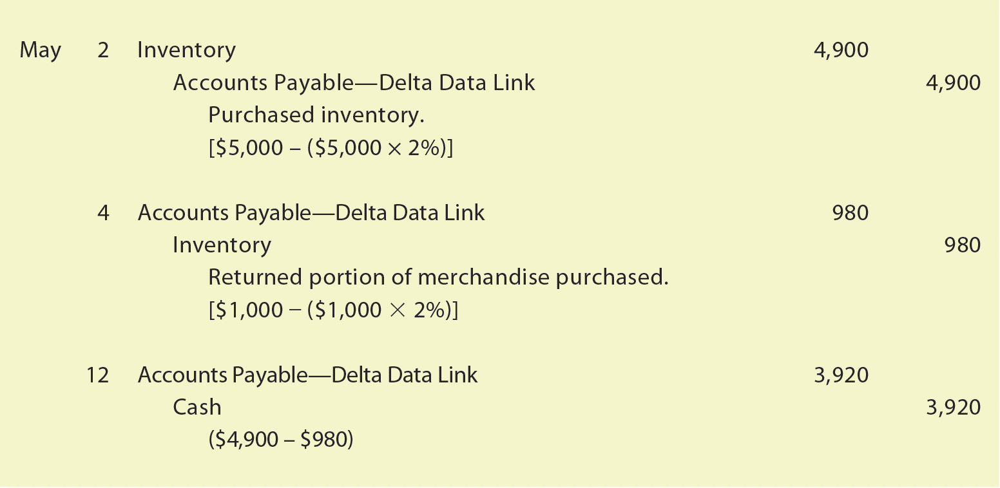 May 2 Inventory 4,900
Accounts Payable—Delta Data Link 4,900
Purchased inventory.
[$5,000 – ($5,000 × 2%)]
4 Accounts Payable—Delta Data Link 980
Inventory 980
Returned portion of merchandise purchased.
[$1,000 – ($1,000 × 2%)]
12 Accounts Payable—Delta Data Link 3,920
Cash 3,920
($4,900 – $980)